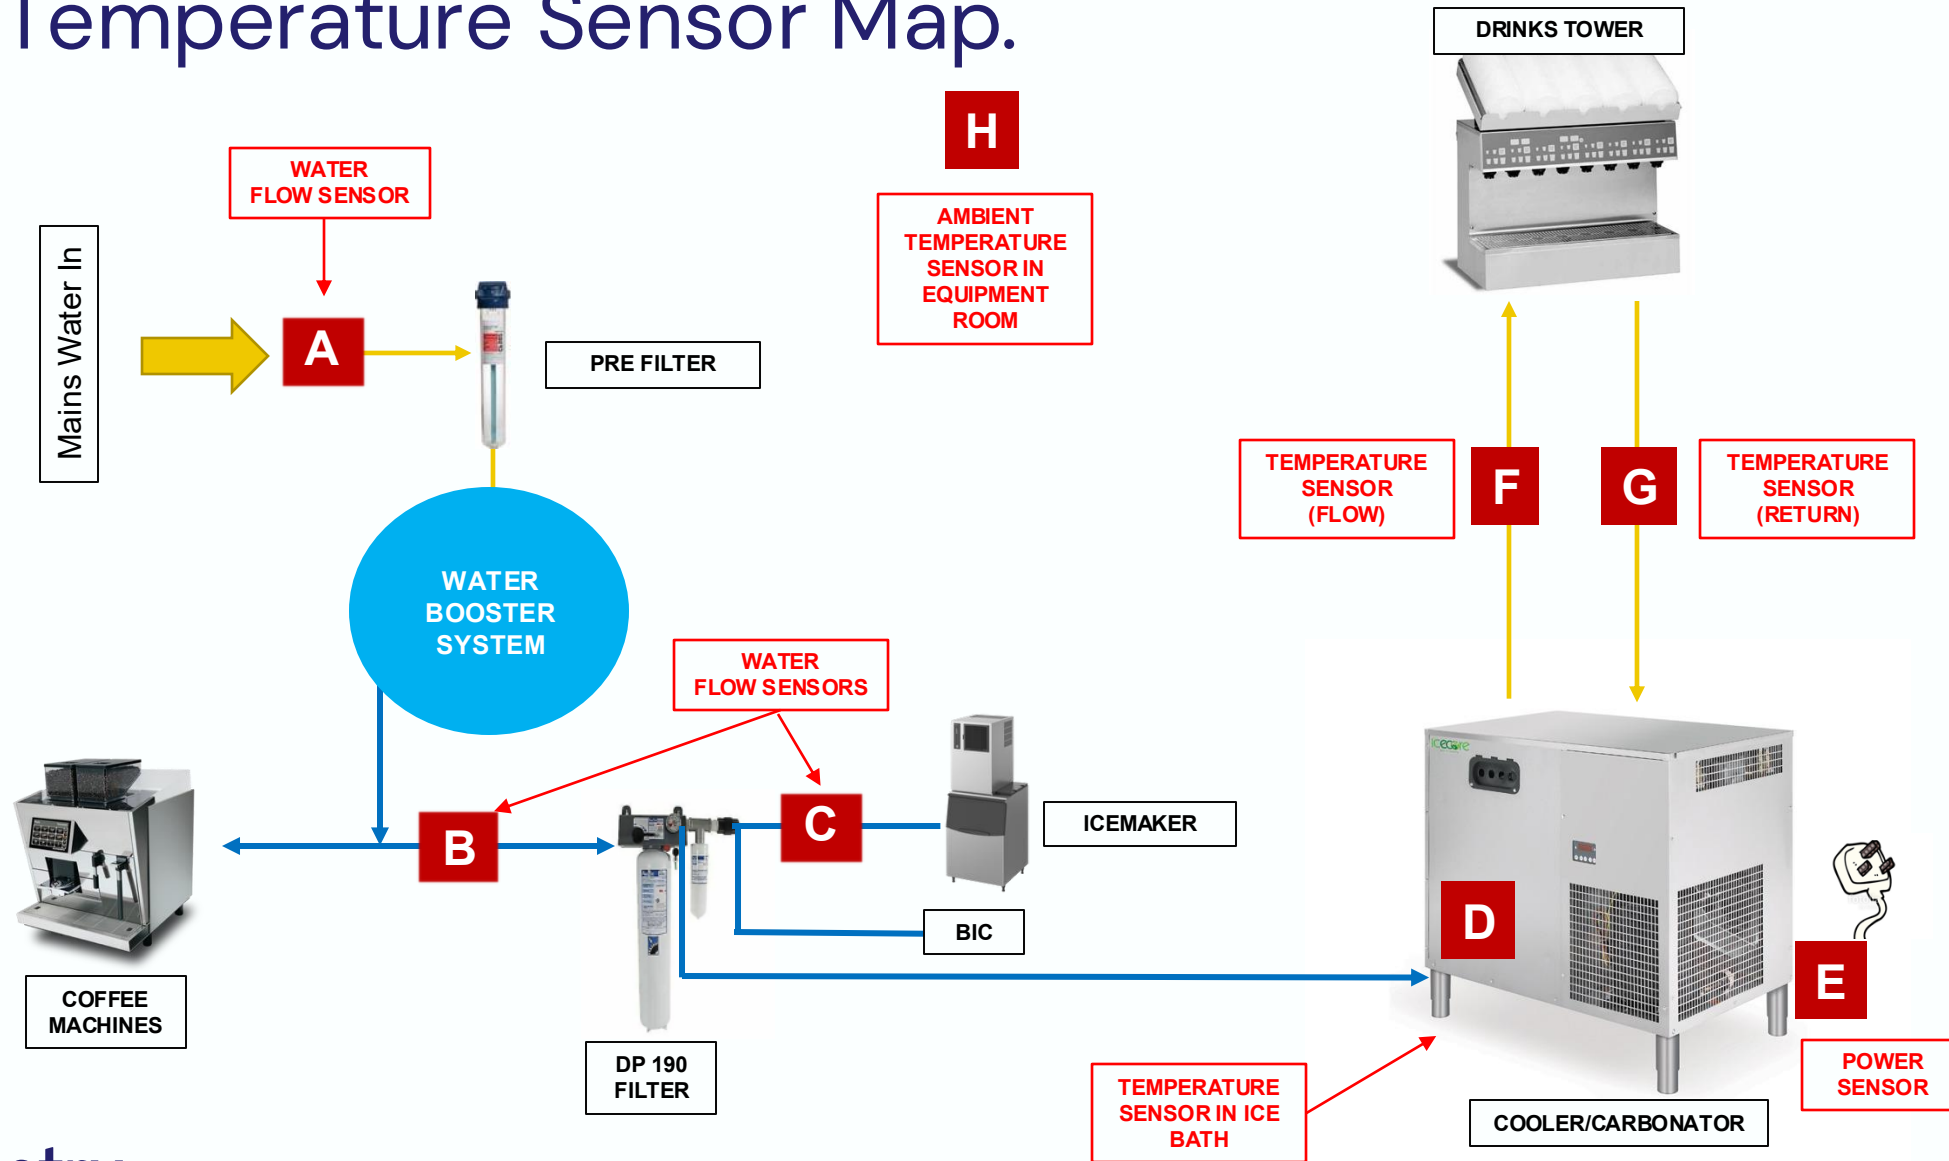 Temperature Sensor Map.
DRINKS TOWER
H
WATER
FLOW SENSOR
AMBIENT
TEMPERATURE
SENSOR IN
EQUIPMENT
ROOM
Mains Water In
A
PRE FILTER
TEMPERATURE
SENSOR
(FLOW)
F
G
TEMPERATURE
SENSOR
(RETURN)
WATER
BOOSTER
SYSTEM
WATER
FLOW SENSORS
icecore
B
C
ICEMAKER
BIC
D
E
COFFEE
MACHINES
DP 190
FILTER
TEMPERATURE
SENSOR IN ICE
BATH
POWER
SENSOR
COOLER/CARBONATOR